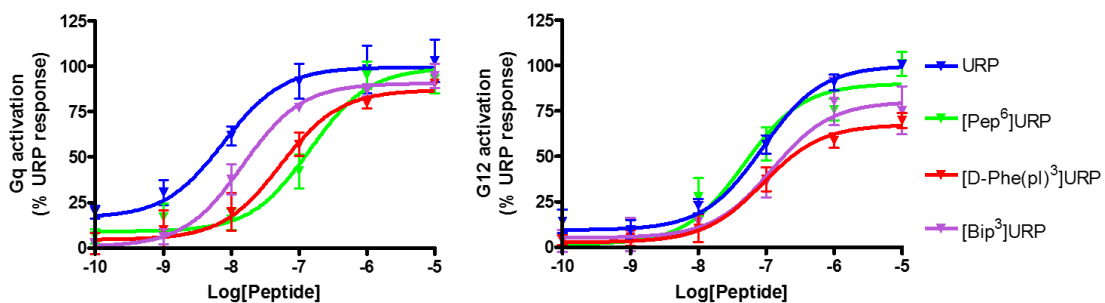 Gq activation
(% URP response)
125
100
75
50
25
0
-10 -9 -8 -7 -6 -5
Log[Peptide]
G12 activation
(% URP response)
125
100
75
50
25
0
-10 -9 -8 -7 -6 -5
Log[Peptide]
URP
[Pep⁶]URP
[D-Phe(pI)³]URP
[Bip³]URP